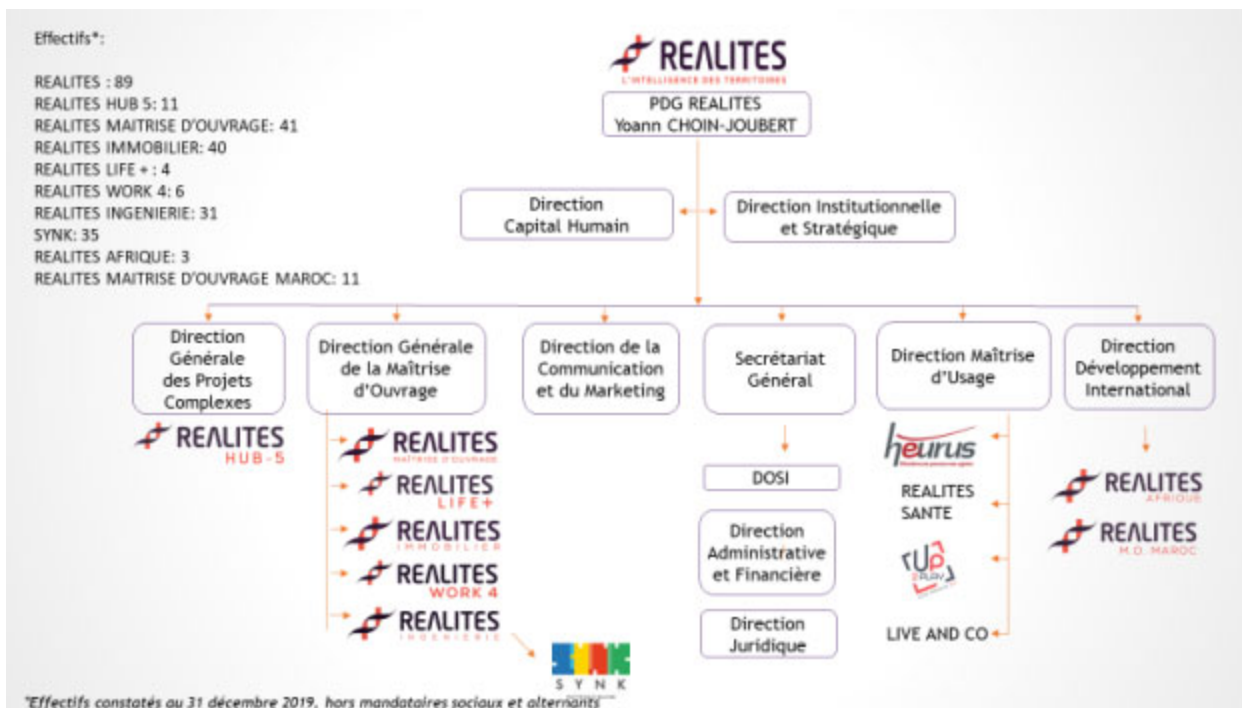 Effectifs*:
REALITES : 89
REALITES HUB 5: 11
REALITES MAITRISE D'OUVRAGE: 41
REALITES IMMOBILIER: 40
REALITES LIFE + : 4
REALITES WORK 4: 6
REALITES INGENIERIE: 31
SYNK: 35
REALITES AFRIQUE: 3
REALITES MAITRISE D'OUVRAGE MAROC: 11
REALITES
L'INTELLIGENCE DES TERRITOIRES
PDG REALITES
Yoann CHOIN-JOUBERT
Direction
Capital Humain
Direction Institutionnelle
et Stratégique
Direction
Générale
des Projets
Complexes
REALITES
HUB-5
Direction Générale
de la Maîtrise
d'Ouvrage
REALITES
MAÎTRISE D'OUVRAGE
REALITES
LIFE+
REALITES
IMMOBILIER
REALITES
WORK 4
REALITES
INGENIERIE
SYNK
Direction de la
Communication
et du Marketing
Secrétariat
Général
DOSI
Direction
Administrative
et Financière
Direction
Juridique
Direction Maîtrise
d'Usage
heurus
REALITES
SANTE
UP
2PLAY
LIVE AND CO
Direction
Développement
International
REALITES
AFRIQUE
REALITES
M.O. MAROC
*Effectifs constatés au 31 décembre 2019, hors mandataires sociaux et alternants